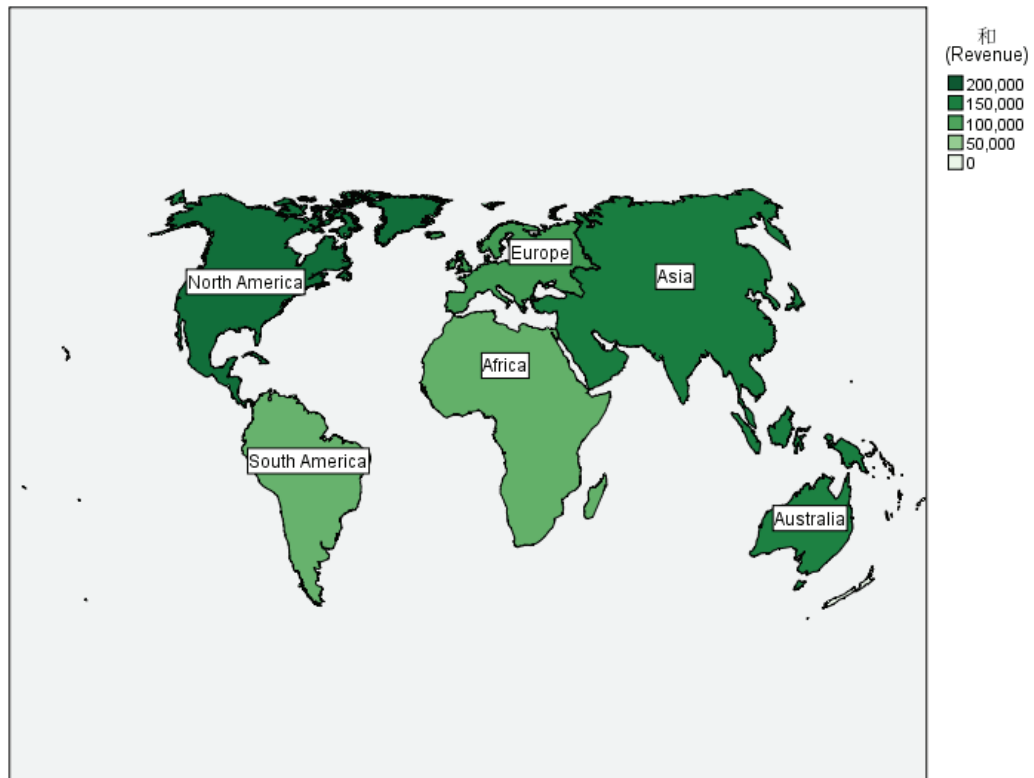 和
(Revenue)
200,000
150,000
100,000
50,000
0
Europe
North America
Asia
Africa
South America
Australia